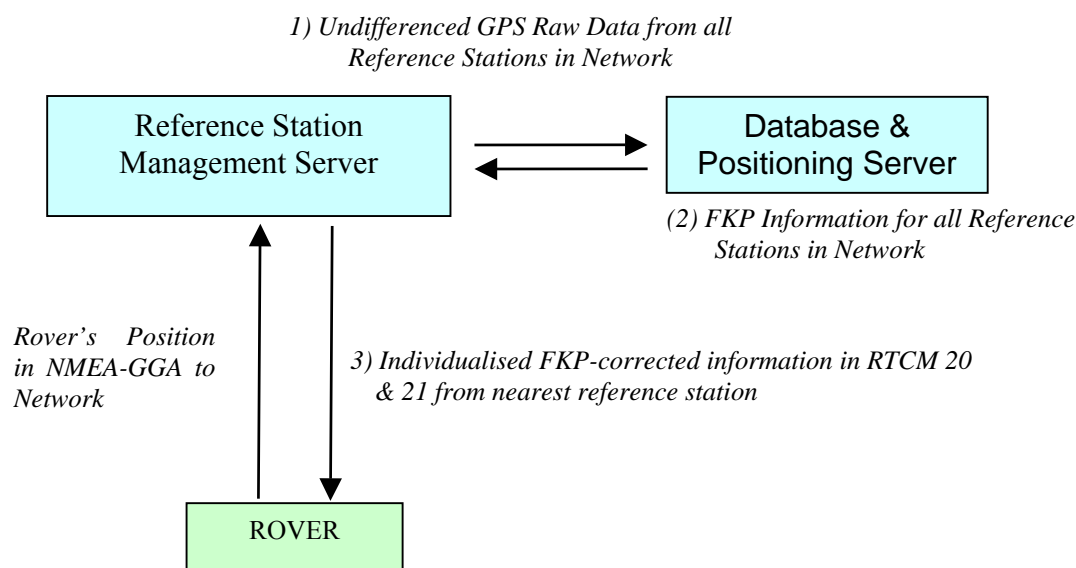 1) Undifferenced GPS Raw Data from all
Reference Stations in Network
Reference Station
Management Server
Database &
Positioning Server
(2) FKP Information for all Reference
Stations in Network
Rover's Position
in NMEA-GGA to
Network
3) Individualised FKP-corrected information in RTCM 20
& 21 from nearest reference station
ROVER